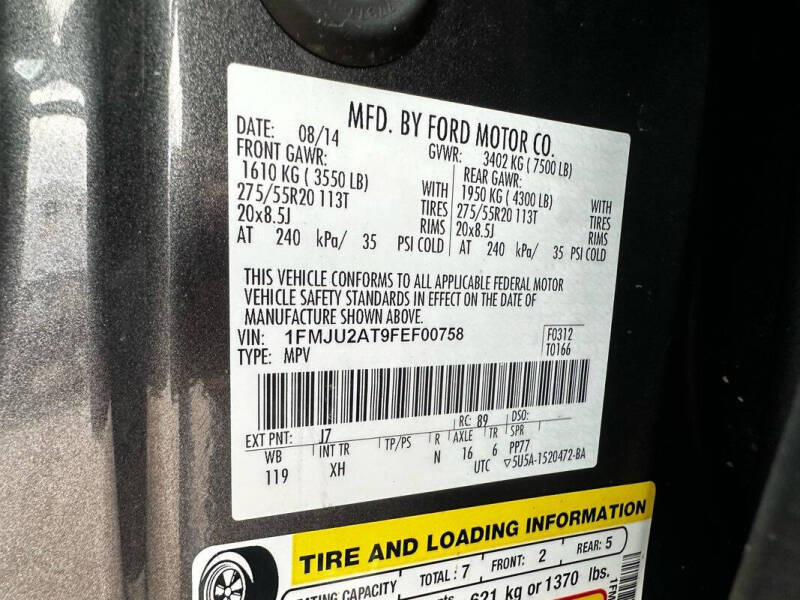 MFD. BY FORD MOTOR CO.
DATE: 08/14 GVWR: 3402 KG ( 7500 LB)
FRONT GAWR: REAR GAWR:
1610 KG ( 3550 LB) WITH 1950 KG ( 4300 LB) WITH
275/55R20 113T TIRES 275/55R20 113T TIRES
20x8.5J RIMS 20x8.5J RIMS
AT 240 kPa/ 35 PSI COLD AT 240 kPa/ 35 PSI COLD
THIS VEHICLE CONFORMS TO ALL APPLICABLE FEDERAL MOTOR
VEHICLE SAFETY STANDARDS IN EFFECT ON THE DATE OF
MANUFACTURE SHOWN ABOVE.
VIN: 1FMJU2AT9FEF00758 F0312
TYPE: MPV T0166
EXT PNT: J7 RC: 89 DSO:
WB INT TR TP/PS R AXLE TR SPR
119 XH N 16 6 PP77
UTC ▽5U5A-1520472-BA
TIRE AND LOADING INFORMATION
CAPACITY TOTAL : 7 FRONT: 2 REAR: 5
621 kg or 1370 lbs.